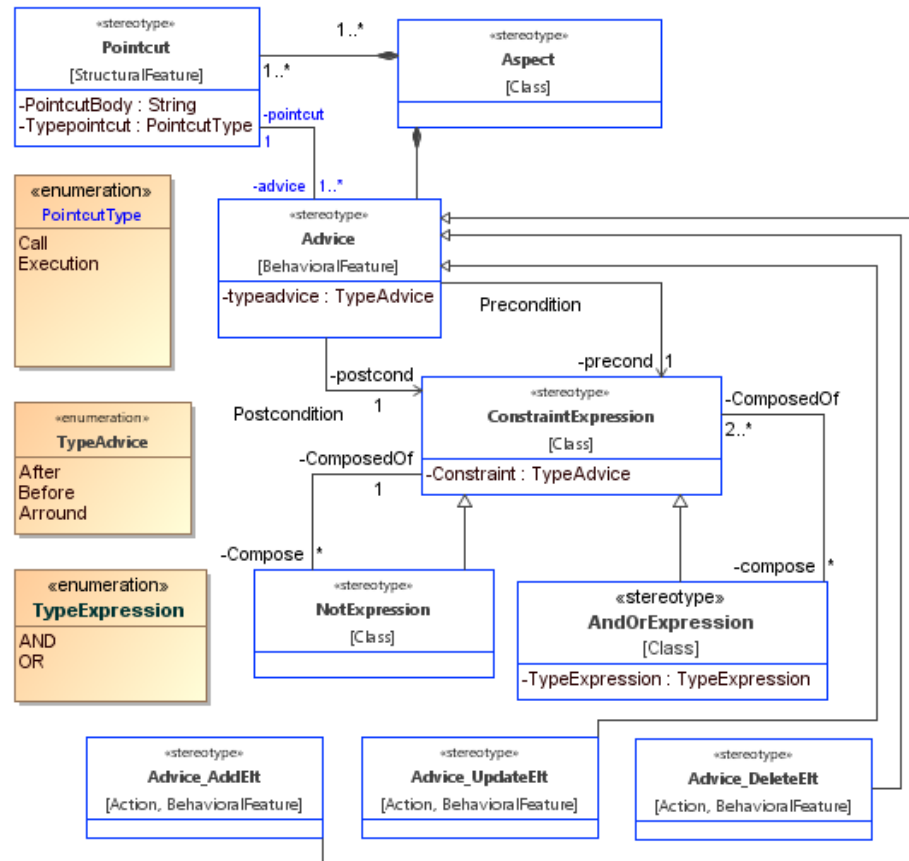 «stereotype»
Pointcut
[StructuralFeature]
-PointcutBody : String
-Typepointcut : PointcutType
1..*
1..*
«stereotype»
Aspect
[Class]
-pointcut
1
-advice
1..*
«enumeration»
PointcutType
Call
Execution
«stereotype»
Advice
[BehavioralFeature]
-typeadvice : TypeAdvice
Precondition
-precond
1
-postcond
1
Postcondition
«stereotype»
ConstraintExpression
[Class]
-Constraint : TypeAdvice
-ComposedOf
2..*
«enumeration»
TypeAdvice
After
Before
Arround
-ComposedOf
1
-Compose
*
-compose
*
«enumeration»
TypeExpression
AND
OR
«stereotype»
NotExpression
[Class]
«stereotype»
AndOrExpression
[Class]
-TypeExpression : TypeExpression
«stereotype»
Advice_AddElt
[Action, BehavioralFeature]
«stereotype»
Advice_UpdateElt
[Action, BehavioralFeature]
«stereotype»
Advice_DeleteElt
[Action, BehavioralFeature]